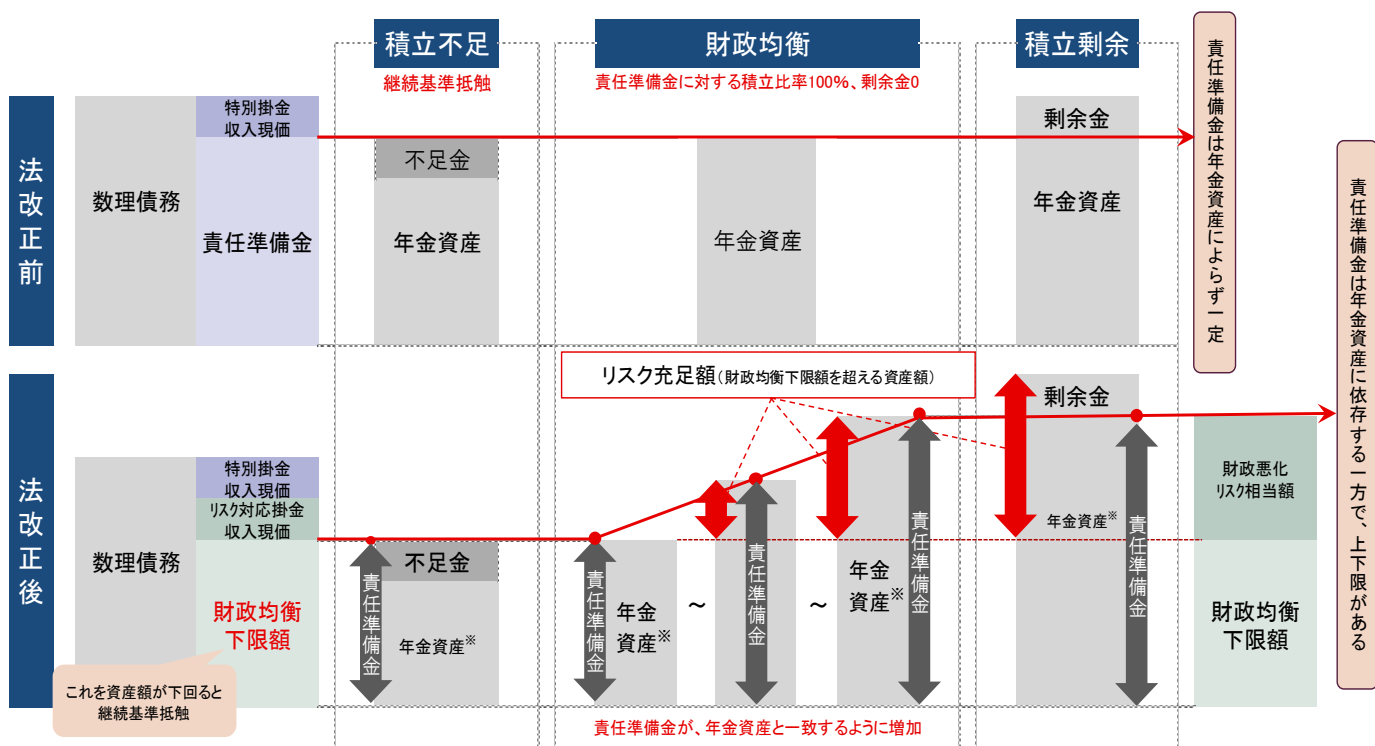 積立不足
財政均衡
積立剰余
継続基準抵触
責任準備金に対する積立比率100%、剰余金0
法改正前
数理債務
特別掛金
収入現価
責任準備金
不足金
年金資産
年金資産
剰余金
年金資産
責任準備金は年金資産によらず一定
リスク充足額(財政均衡下限額を超える資産額)
法改正後
数理債務
特別掛金
収入現価
リスク対応掛金
収入現価
財政均衡
下限額
これを資産額が下回ると
継続基準抵触
責任準備金
不足金
年金資産※
責任準備金
年金
資産※
~
責任準備金
~
年金
資産※
責任準備金
剰余金
年金資産※
責任準備金
財政悪化
リスク相当額
財政均衡
下限額
責任準備金は年金資産に依存する一方で、上下限がある
責任準備金が、年金資産と一致するように増加